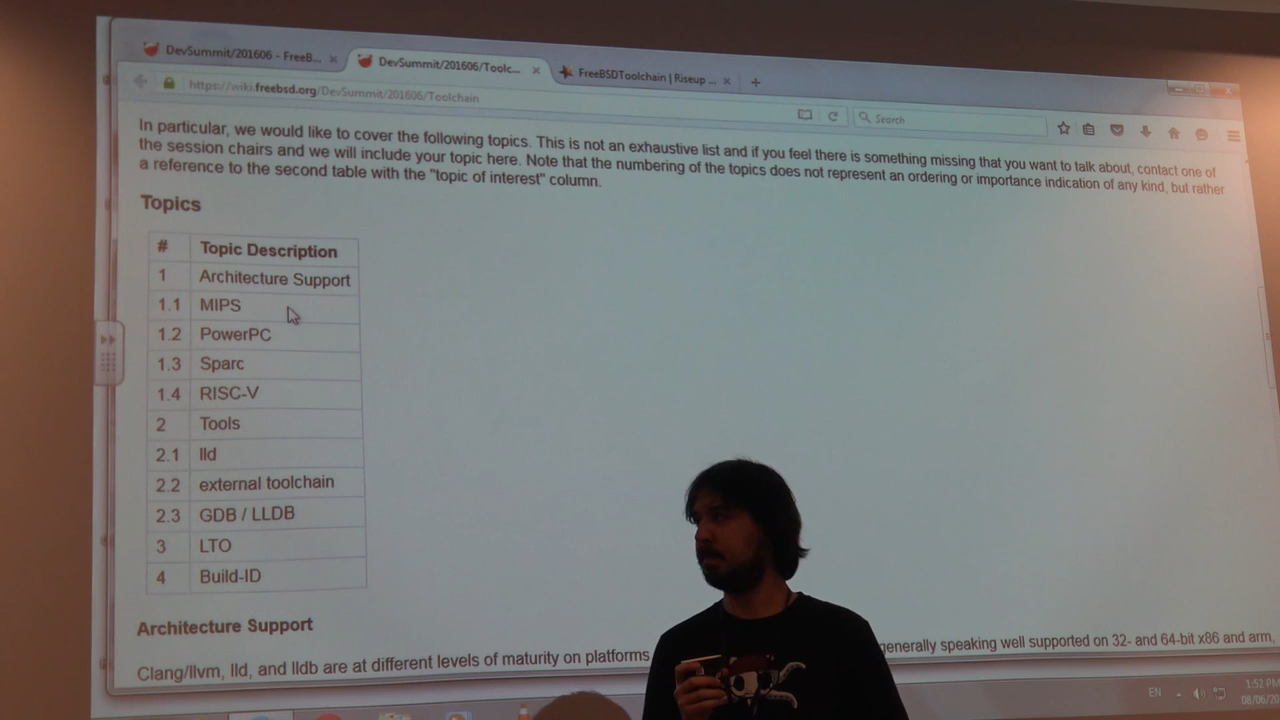 DevSummit/201606 - FreeB... ×
DevSummit/201606/Toolc... ×
FreeBSDToolchain | Riseup ... × +
https://wiki.freebsd.org/DevSummit/201606/Toolchain
Search
In particular, we would like to cover the following topics. This is not an exhaustive list and if you feel there is something missing that you want to talk about, contact one of
the session chairs and we will include your topic here. Note that the numbering of the topics does not represent an ordering or importance indication of any kind, but rather
a reference to the second table with the "topic of interest" column.
Topics
# Topic Description
1 Architecture Support
1.1 MIPS
1.2 PowerPC
1.3 Sparc
1.4 RISC-V
2 Tools
2.1 lld
2.2 external toolchain
2.3 GDB / LLDB
3 LTO
4 Build-ID
Architecture Support
Clang/llvm, lld, and lldb are at different levels of maturity on platforms generally speaking well supported on 32- and 64-bit x86 and arm,
EN
1:52 PM
08/06/20